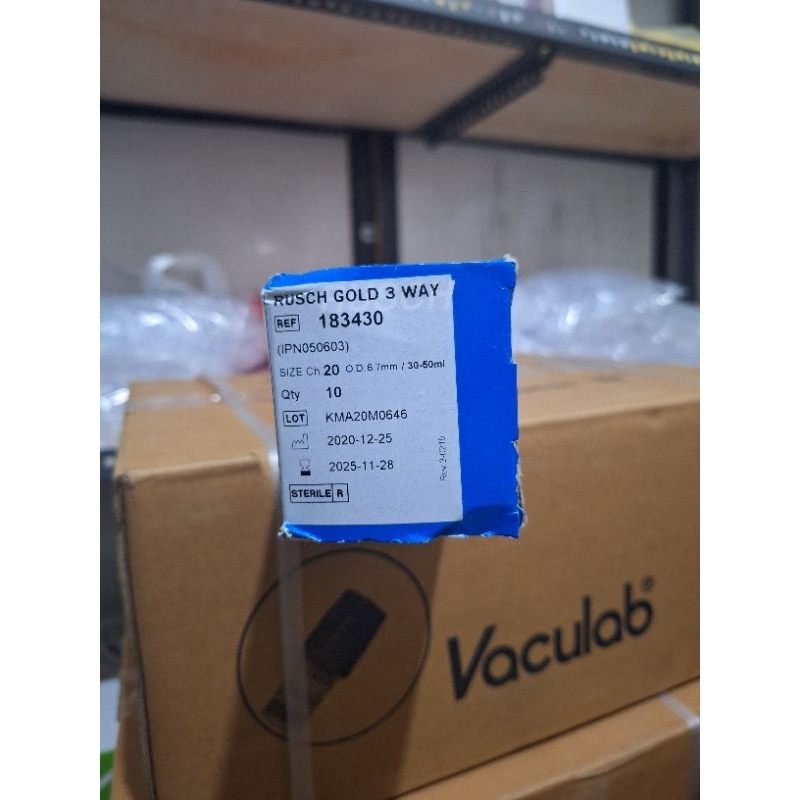 RUSCH GOLD 3 WAY
REF 183430
(IPN050603)
SIZE Ch 20 O.D.6.7mm / 30-50ml
Qty 10
LOT KMA20M0646
2020-12-25
2025-11-28
STERILE R
Vaculab®